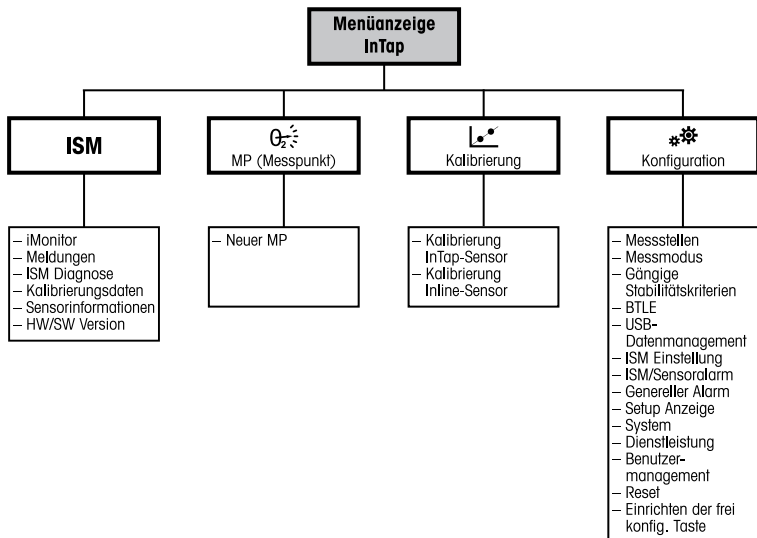 Menüanzeige
InTap
ISM
– iMonitor
– Meldungen
– ISM Diagnose
– Kalibrierungsdaten
– Sensorinformationen
– HW/SW Version
O₂
MP (Messpunkt)
– Neuer MP
Kalibrierung
– Kalibrierung
InTap-Sensor
– Kalibrierung
Inline-Sensor
Konfiguration
– Messstellen
– Messmodus
– Gängige
Stabilitätskriterien
– BTLE
– USB-
Datenmanagement
– ISM Einstellung
– ISM/Sensoralarm
– Genereller Alarm
– Setup Anzeige
– System
– Dienstleistung
– Benutzer-
management
– Reset
– Einrichten der frei
konfig. Taste